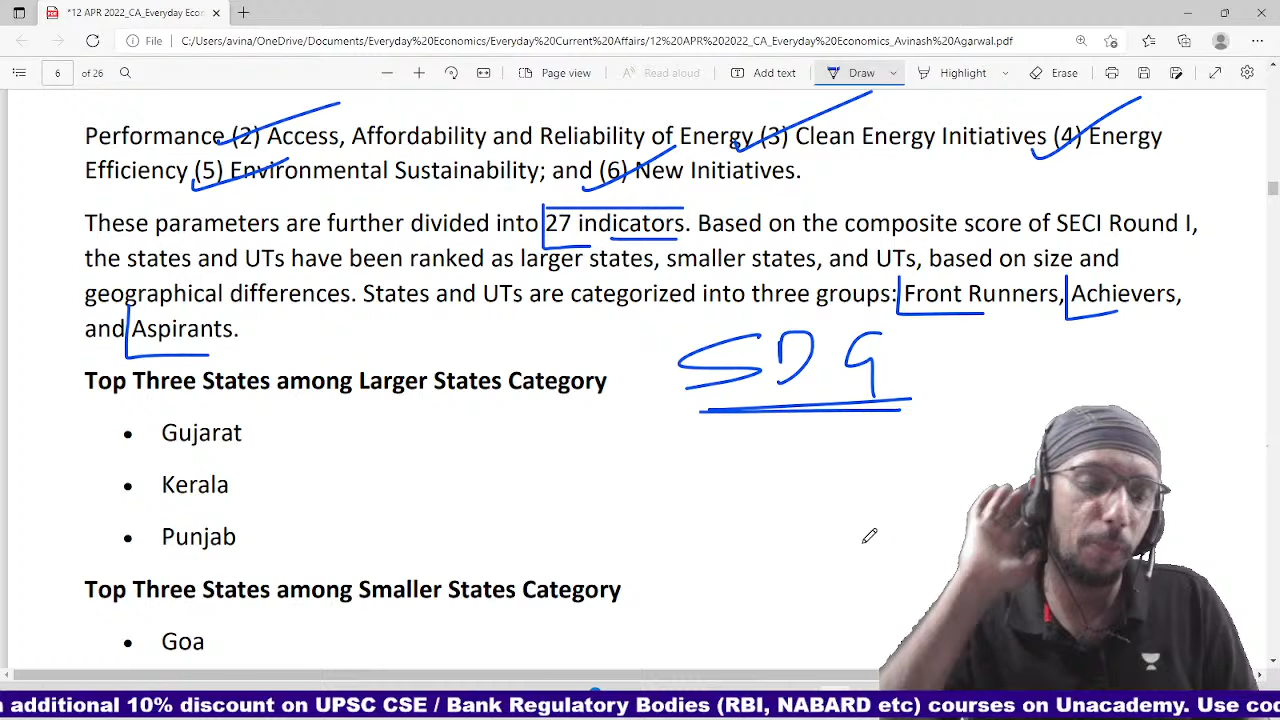 *12 APR 2022_CA_Everyday Econ
File
C:/Users/avina/OneDrive/Documents/Everyday%20Economics/Everyday%20Current%20Affairs/12%20APR%202022_CA_Everyday%20Economics_Avinash%20Agarwal.pdf
6 of 26
Page view
Read aloud
Add text
Draw
Highlight
Erase
Performance (2) Access, Affordability and Reliability of Energy (3) Clean Energy Initiatives (4) Energy
Efficiency (5) Environmental Sustainability; and (6) New Initiatives.
These parameters are further divided into 27 indicators. Based on the composite score of SECI Round I,
the states and UTs have been ranked as larger states, smaller states, and UTs, based on size and
geographical differences. States and UTs are categorized into three groups: Front Runners, Achievers,
and Aspirants.
SDG
Top Three States among Larger States Category
• Gujarat
• Kerala
• Punjab
Top Three States among Smaller States Category
• Goa
additional 10% discount on UPSC CSE / Bank Regulatory Bodies (RBI, NABARD etc) courses on Unacademy. Use